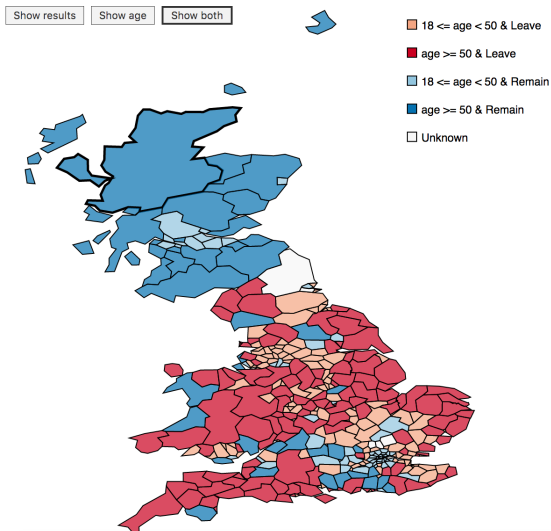 Show results Show age Show both
18 <= age < 50 & Leave
age >= 50 & Leave
18 <= age < 50 & Remain
age >= 50 & Remain
Unknown